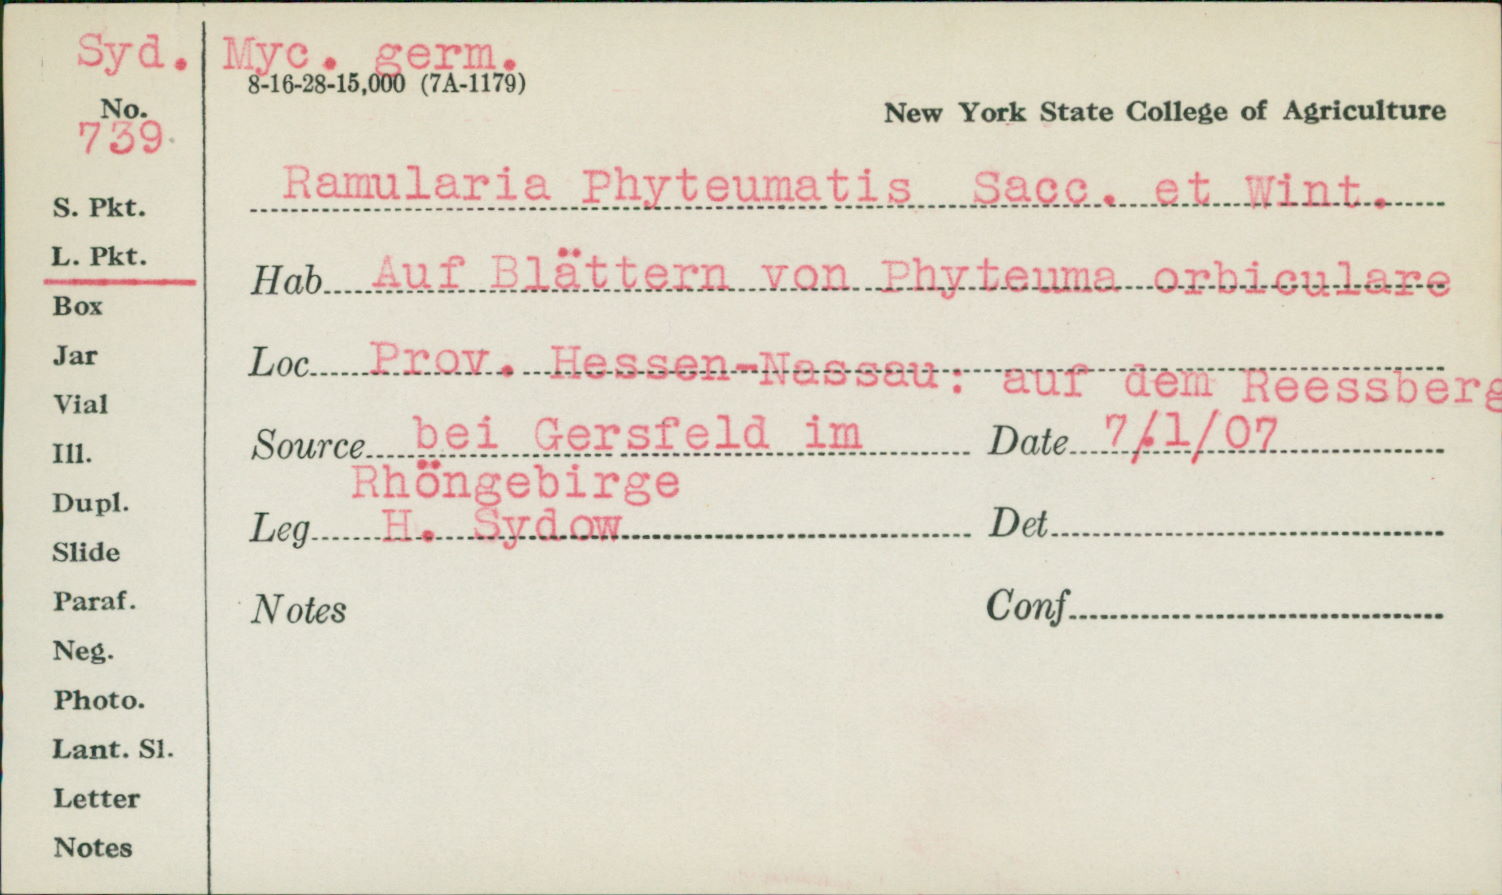 Syd. Myc. germ.
8-16-28-15,000 (7A-1179)
No.
739
New York State College of Agriculture
Ramularia Phyteumatis Sacc. et Wint.
S. Pkt.
L. Pkt.
Hab Auf Blättern von Phyteuma orbiculare
Box
Jar
Loc Prov. Hessen-Nassau: auf dem Reessberg
Vial
Source bei Gersfeld im Date 7/1/07
Ill.
Rhöngebirge
Dupl.
Leg H. Sydow Det
Slide
Paraf.
Notes Conf
Neg.
Photo.
Lant. Sl.
Letter
Notes